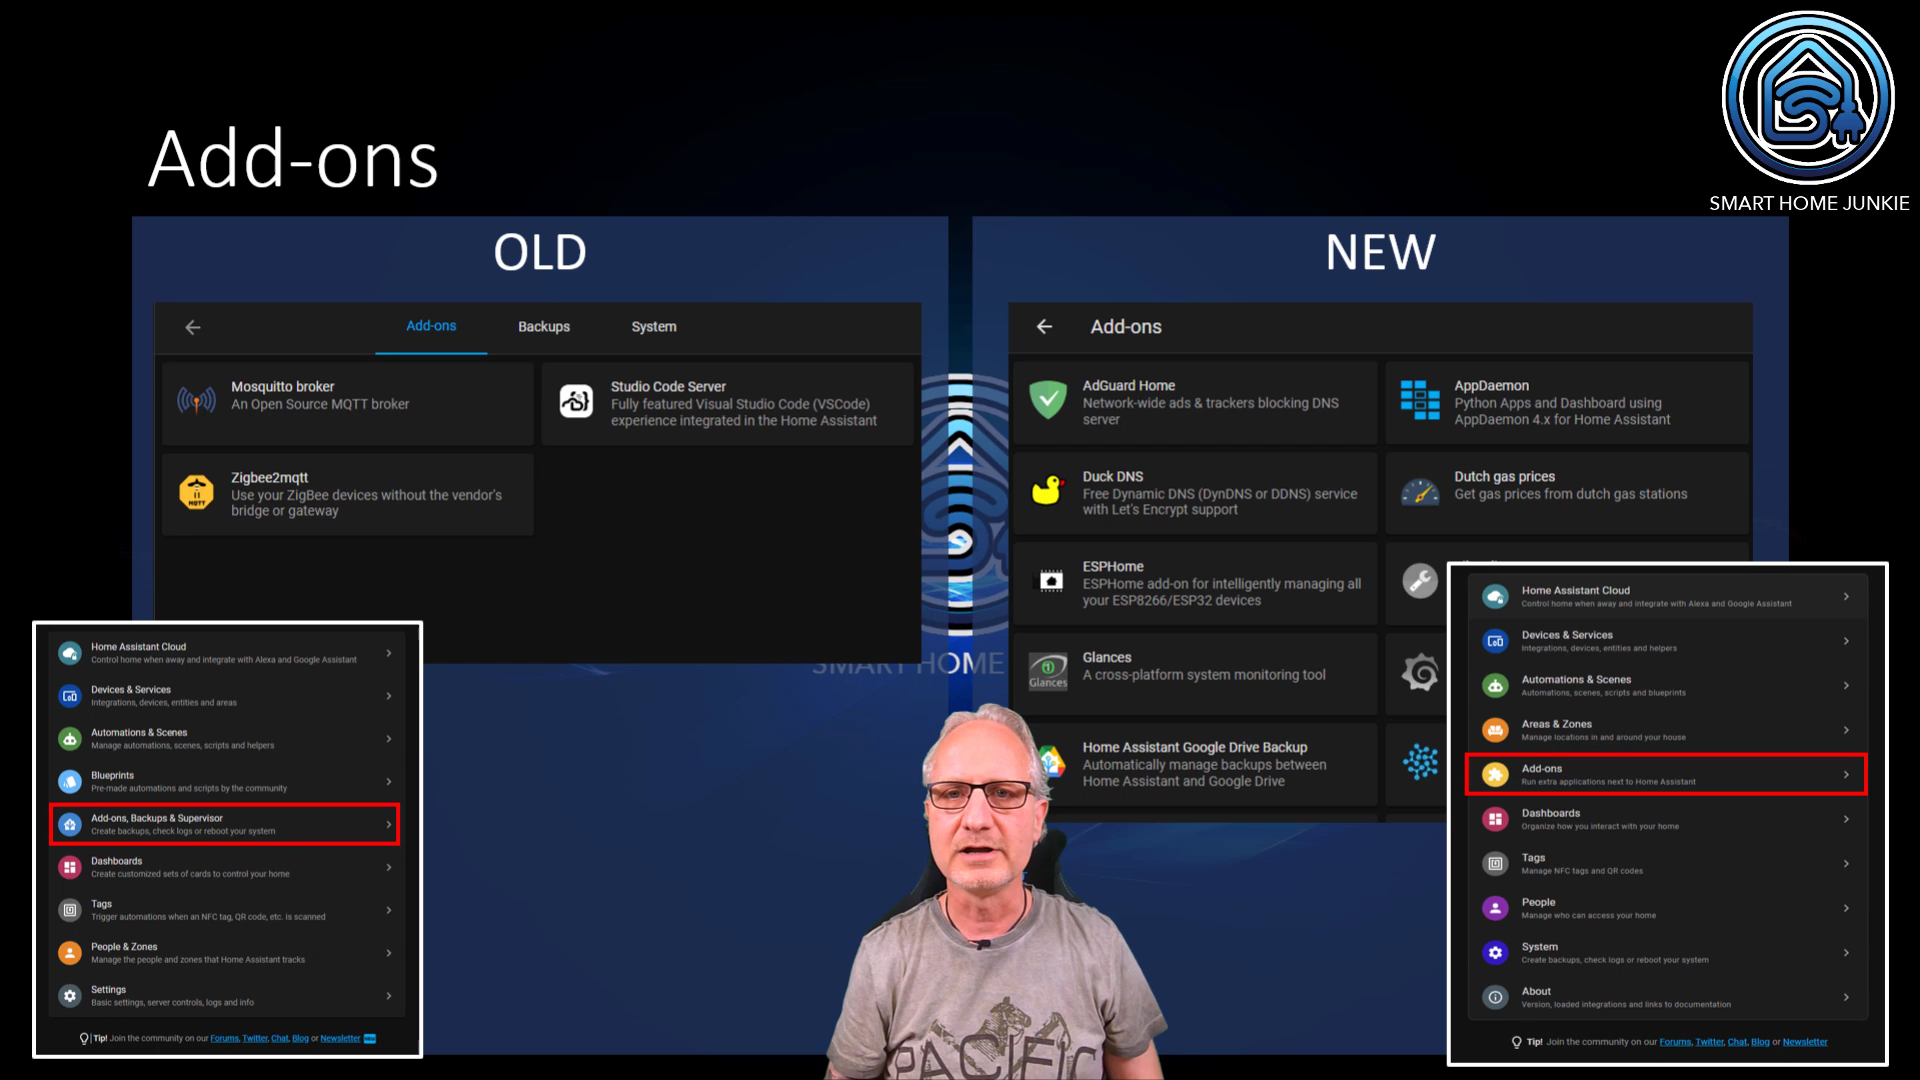 SMART HOME JUNKIE
Add-ons
OLD
Add-ons
Backups
System
Mosquitto broker
An Open Source MQTT broker
Studio Code Server
Fully featured Visual Studio Code (VSCode)
experience integrated in the Home Assistant
MQTT
Zigbee2mqtt
Use your ZigBee devices without the vendor's
bridge or gateway
NEW
Add-ons
AdGuard Home
Network-wide ads & trackers blocking DNS
server
AppDaemon
Python Apps and Dashboard using
AppDaemon 4.x for Home Assistant
Duck DNS
Free Dynamic DNS (DynDNS or DDNS) service
with Let's Encrypt support
Dutch gas prices
Get gas prices from dutch gas stations
ESPHome
ESPHome add-on for intelligently managing all
your ESP8266/ESP32 devices
Glances
Glances
A cross-platform system monitoring tool
Home Assistant Google Drive Backup
Automatically manage backups between
Home Assistant and Google Drive
SMART HOME
Home Assistant Cloud
Control home when away and integrate with Alexa and Google Assistant
Devices & Services
Integrations, devices, entities and areas
Automations & Scenes
Manage automations, scenes, scripts and helpers
Blueprints
Pre-made automations and scripts by the community
Add-ons, Backups & Supervisor
Create backups, check logs or reboot your system
Dashboards
Create customized sets of cards to control your home
Tags
Trigger automations when an NFC tag, QR code, etc. is scanned
People & Zones
Manage the people and zones that Home Assistant tracks
Settings
Basic settings, server controls, logs and info
Tip! Join the community on our Forums, Twitter, Chat, Blog or Newsletter
Home Assistant Cloud
Control home when away and integrate with Alexa and Google Assistant
Devices & Services
Integrations, devices, entities and helpers
Automations & Scenes
Automations, scenes, scripts and blueprints
Areas & Zones
Manage locations in and around your house
Add-ons
Run extra applications next to Home Assistant
Dashboards
Organize how you interact with your home
Tags
Manage NFC tags and QR codes
People
Manage who can access your home
System
Create backups, check logs or reboot your system
About
Version, loaded integrations and links to documentation
Tip! Join the community on our Forums, Twitter, Chat, Blog or Newsletter
PACIFIC